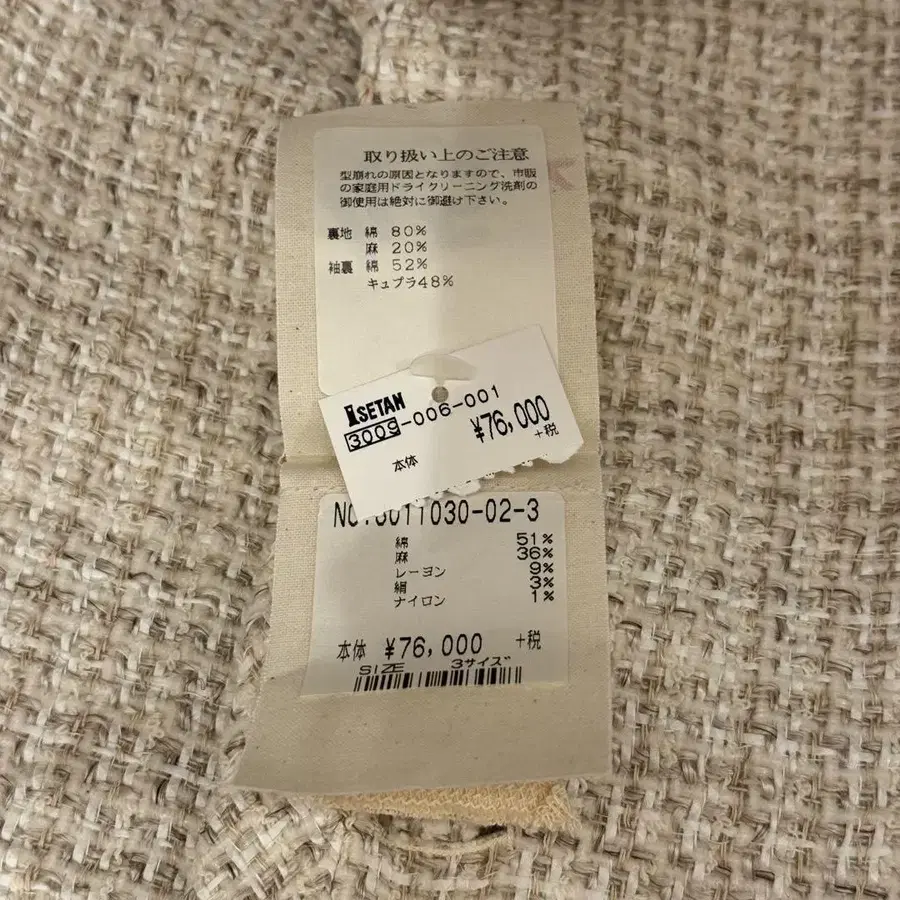 取り扱い上のご注意
型崩れの原因となりますので、市販
の家庭用ドライクリーニング洗剤の
御使用は絶対に御避け下さい。
裏地 綿 80%
麻 20%
袖裏 綿 52%
キュプラ48%
ISETAN
3009-006-001
¥76,000
+税
本体
011030-02-3
綿 51%
麻 36%
レーヨン 9%
絹 3%
ナイロン 1%
本体 ¥76,000 +税
SIZE 3サイズ